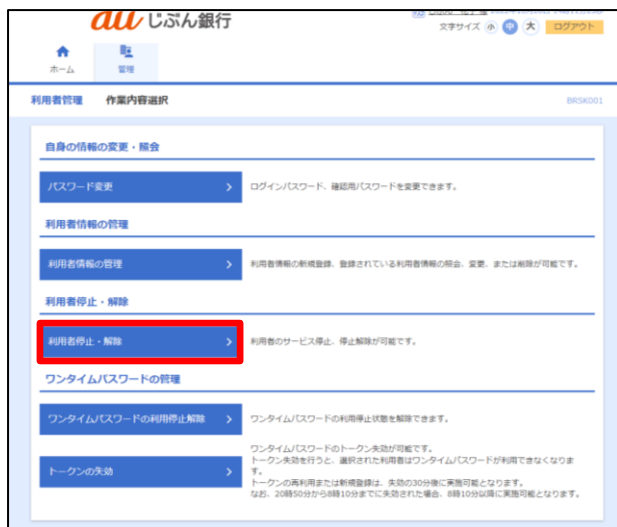 au じぶん銀行
文字サイズ 小 中 大 ログアウト
ホーム 管理
利用者管理 作業内容選択 BRSK001
自身の情報の変更・照会
パスワード変更 ログインパスワード、確認用パスワードを変更できます。
利用者情報の管理
利用者情報の管理 利用者情報の新規登録、登録されている利用者情報の照会、変更、または削除が可能です。
利用者停止・解除
利用者停止・解除 利用者のサービス停止、停止解除が可能です。
ワンタイムパスワードの管理
ワンタイムパスワードの利用停止解除 ワンタイムパスワードの利用停止状態を解除できます。
ワンタイムパスワードのトークン失効が可能です。
トークン失効を行うと、選択された利用者はワンタイムパスワードが利用できなくなりま
トークンの失効 す。
トークンの再利用または新規登録は、失効の30分後に実施可能となります。
なお、20時50分から8時10分までに失効された場合、8時10分以降に実施可能となります。